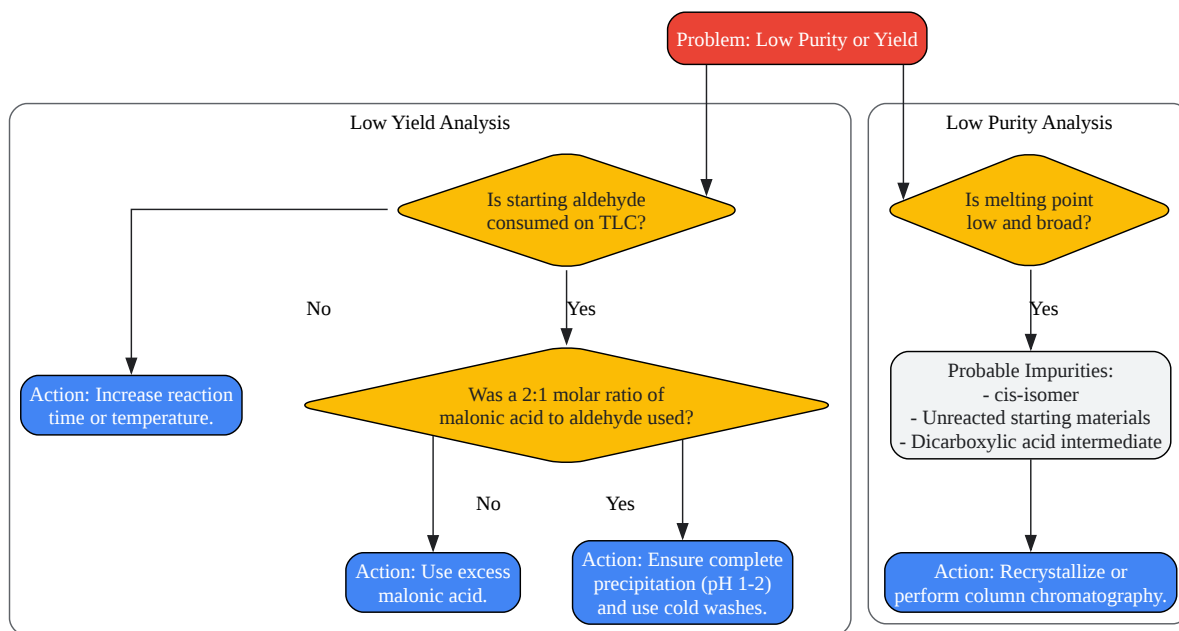 Problem: Low Purity or Yield
Low Yield Analysis
Is starting aldehyde
consumed on TLC?
No
Yes
Action: Increase reaction
time or temperature.
Was a 2:1 molar ratio of
malonic acid to aldehyde used?
No
Yes
Action: Use excess
malonic acid.
Action: Ensure complete
precipitation (pH 1-2)
and use cold washes.
Low Purity Analysis
Is melting point
low and broad?
Yes
Probable Impurities:
- cis-isomer
- Unreacted starting materials
- Dicarboxylic acid intermediate
Action: Recrystallize or
perform column chromatography.